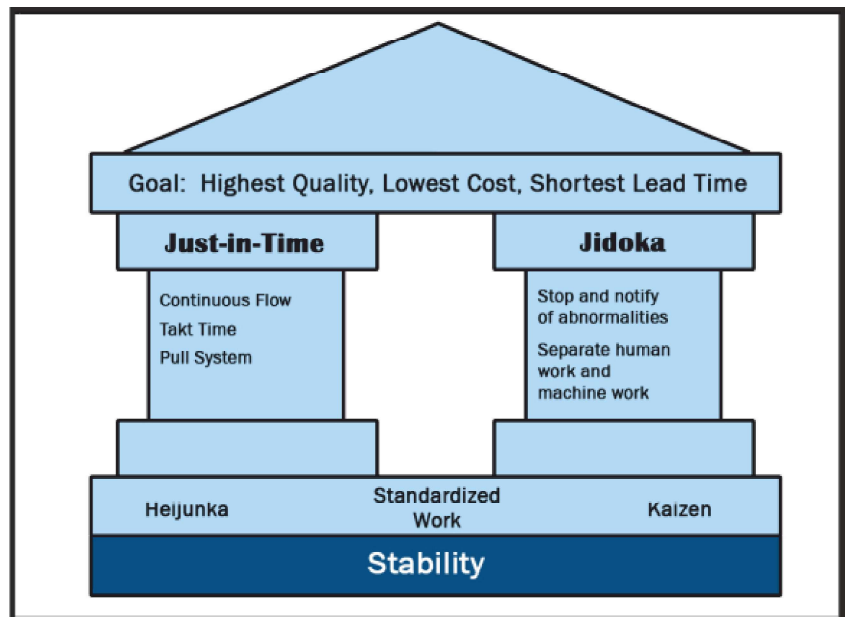 Goal:  Highest Quality, Lowest Cost, Shortest Lead Time
Just-in-Time
Continuous Flow
Takt Time
Pull System
Jidoka
Stop and notify
of abnormalities
Separate human
work and
machine work
Heijunka
Standardized
Work
Kaizen
Stability